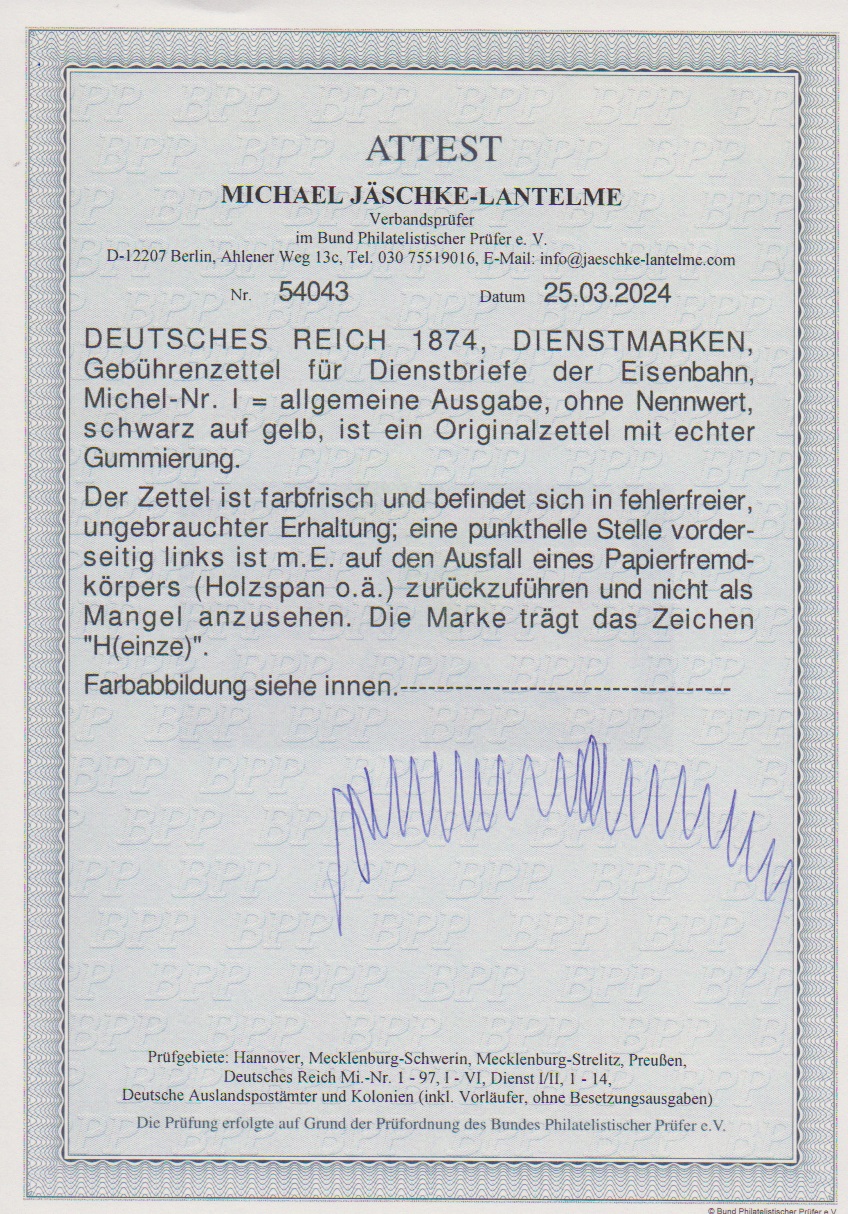 ATTEST
MICHAEL JÄSCHKE-LANTELME
Verbandsprüfer
im Bund Philatelistischer Prüfer e. V.
D-12207 Berlin, Ahlener Weg 13c, Tel. 030 75519016, E-Mail: info@jaeschke-lantelme.com
Nr. 54043 Datum 25.03.2024
DEUTSCHES REICH 1874, DIENSTMARKEN,
Gebührenzettel für Dienstbriefe der Eisenbahn,
Michel-Nr. I = allgemeine Ausgabe, ohne Nennwert,
schwarz auf gelb, ist ein Originalzettel mit echter
Gummierung.
Der Zettel ist farbfrisch und befindet sich in fehlerfreier,
ungebrauchter Erhaltung; eine punkthelle Stelle vorder-
seitig links ist m.E. auf den Ausfall eines Papierfremd-
körpers (Holzspan o.ä.) zurückzuführen und nicht als
Mangel anzusehen. Die Marke trägt das Zeichen
"H(einze)".
Farbabbildung siehe innen.------------------------------------
Prüfgebiete: Hannover, Mecklenburg-Schwerin, Mecklenburg-Strelitz, Preußen,
Deutsches Reich Mi.-Nr. 1 - 97, I - VI, Dienst I/II, 1 - 14,
Deutsche Auslandspostämter und Kolonien (inkl. Vorläufer, ohne Besetzungsausgaben)
Die Prüfung erfolgte auf Grund der Prüfordnung des Bundes Philatelistischer Prüfer e.V.
© Bund Philatelistischer Prüfer e.V.